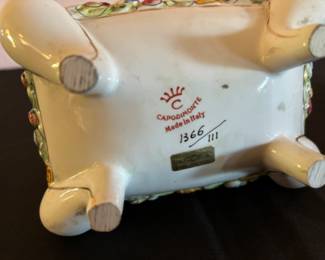 C
CAPODIMONTE
Made in Italy
1366/111